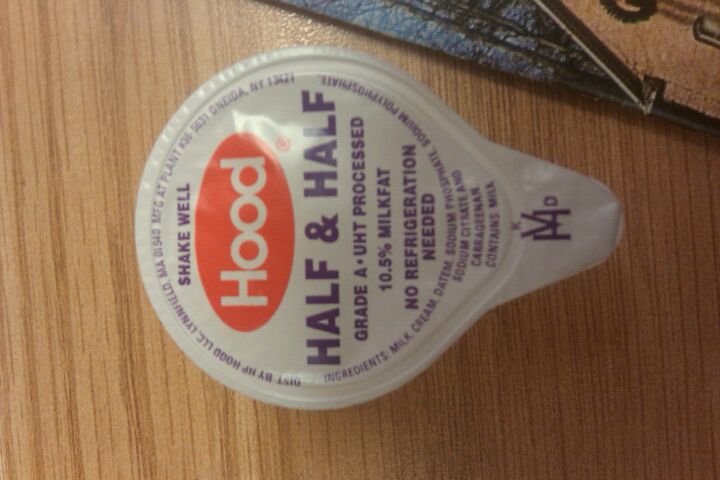 DIST. BY HP HOOD LLC, LYNNFIELD, MA 01940 MFG AT PLANT #36-5631 ONEIDA, NY 13421
SHAKE WELL
Hood®
HALF & HALF
GRADE A • UHT PROCESSED
10.5% MILKFAT
NO REFRIGERATION
NEEDED
INGREDIENTS: MILK, CREAM, DATEM, SODIUM PHOSPHATE, SODIUM POLYPHOSPHATE,
SODIUM CITRATE AND
CARRAGEENAN.
CONTAINS: MILK
K
D